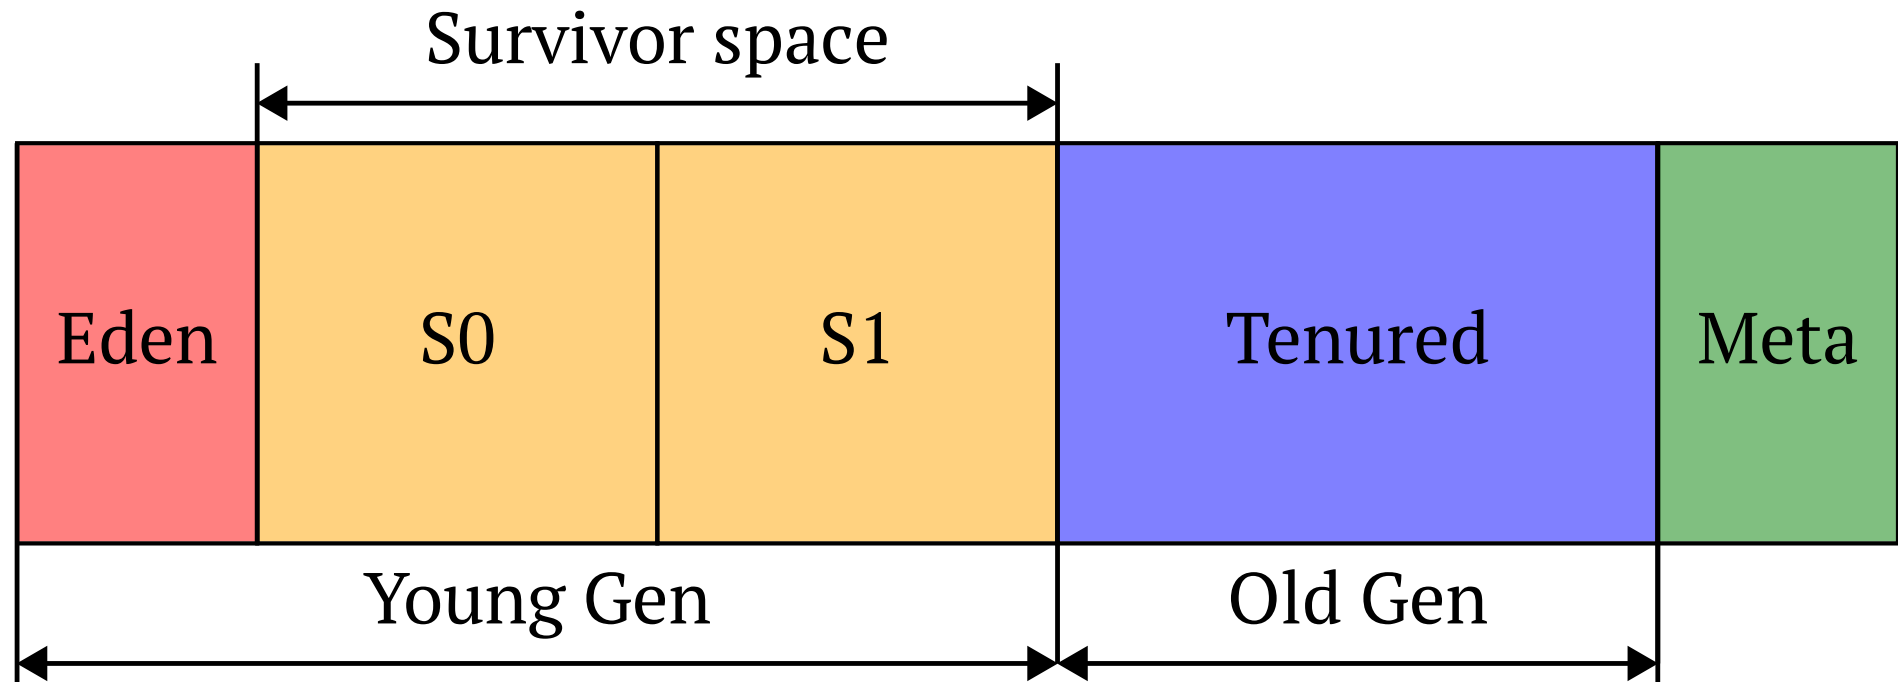 Survivor space
Eden
S0
S1
Tenured
Meta
Young Gen
Old Gen